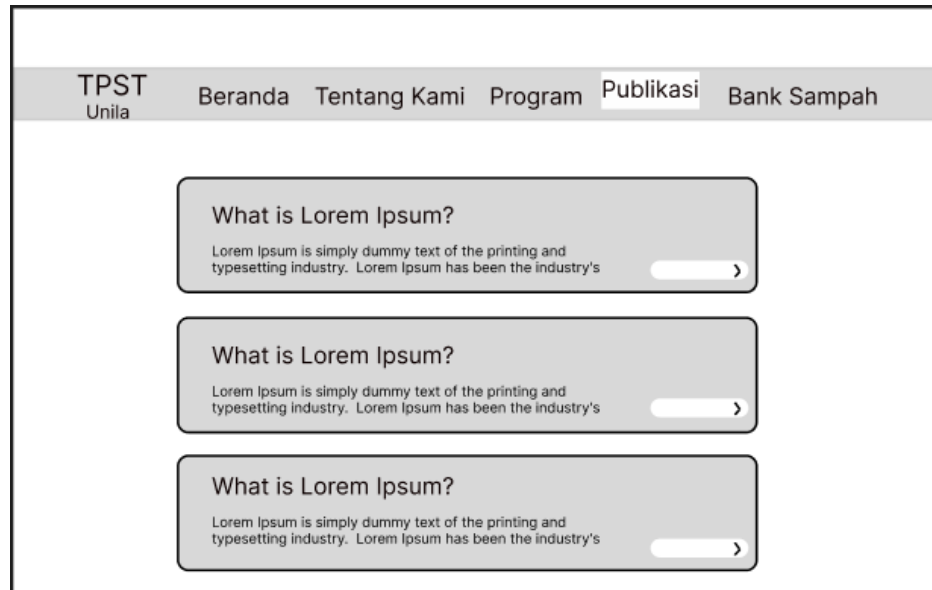 TPST
Unila
Beranda
Tentang Kami
Program
Publikasi
Bank Sampah
What is Lorem Ipsum?
Lorem Ipsum is simply dummy text of the printing and
typesetting industry.  Lorem Ipsum has been the industry's
What is Lorem Ipsum?
Lorem Ipsum is simply dummy text of the printing and
typesetting industry.  Lorem Ipsum has been the industry's
What is Lorem Ipsum?
Lorem Ipsum is simply dummy text of the printing and
typesetting industry.  Lorem Ipsum has been the industry's